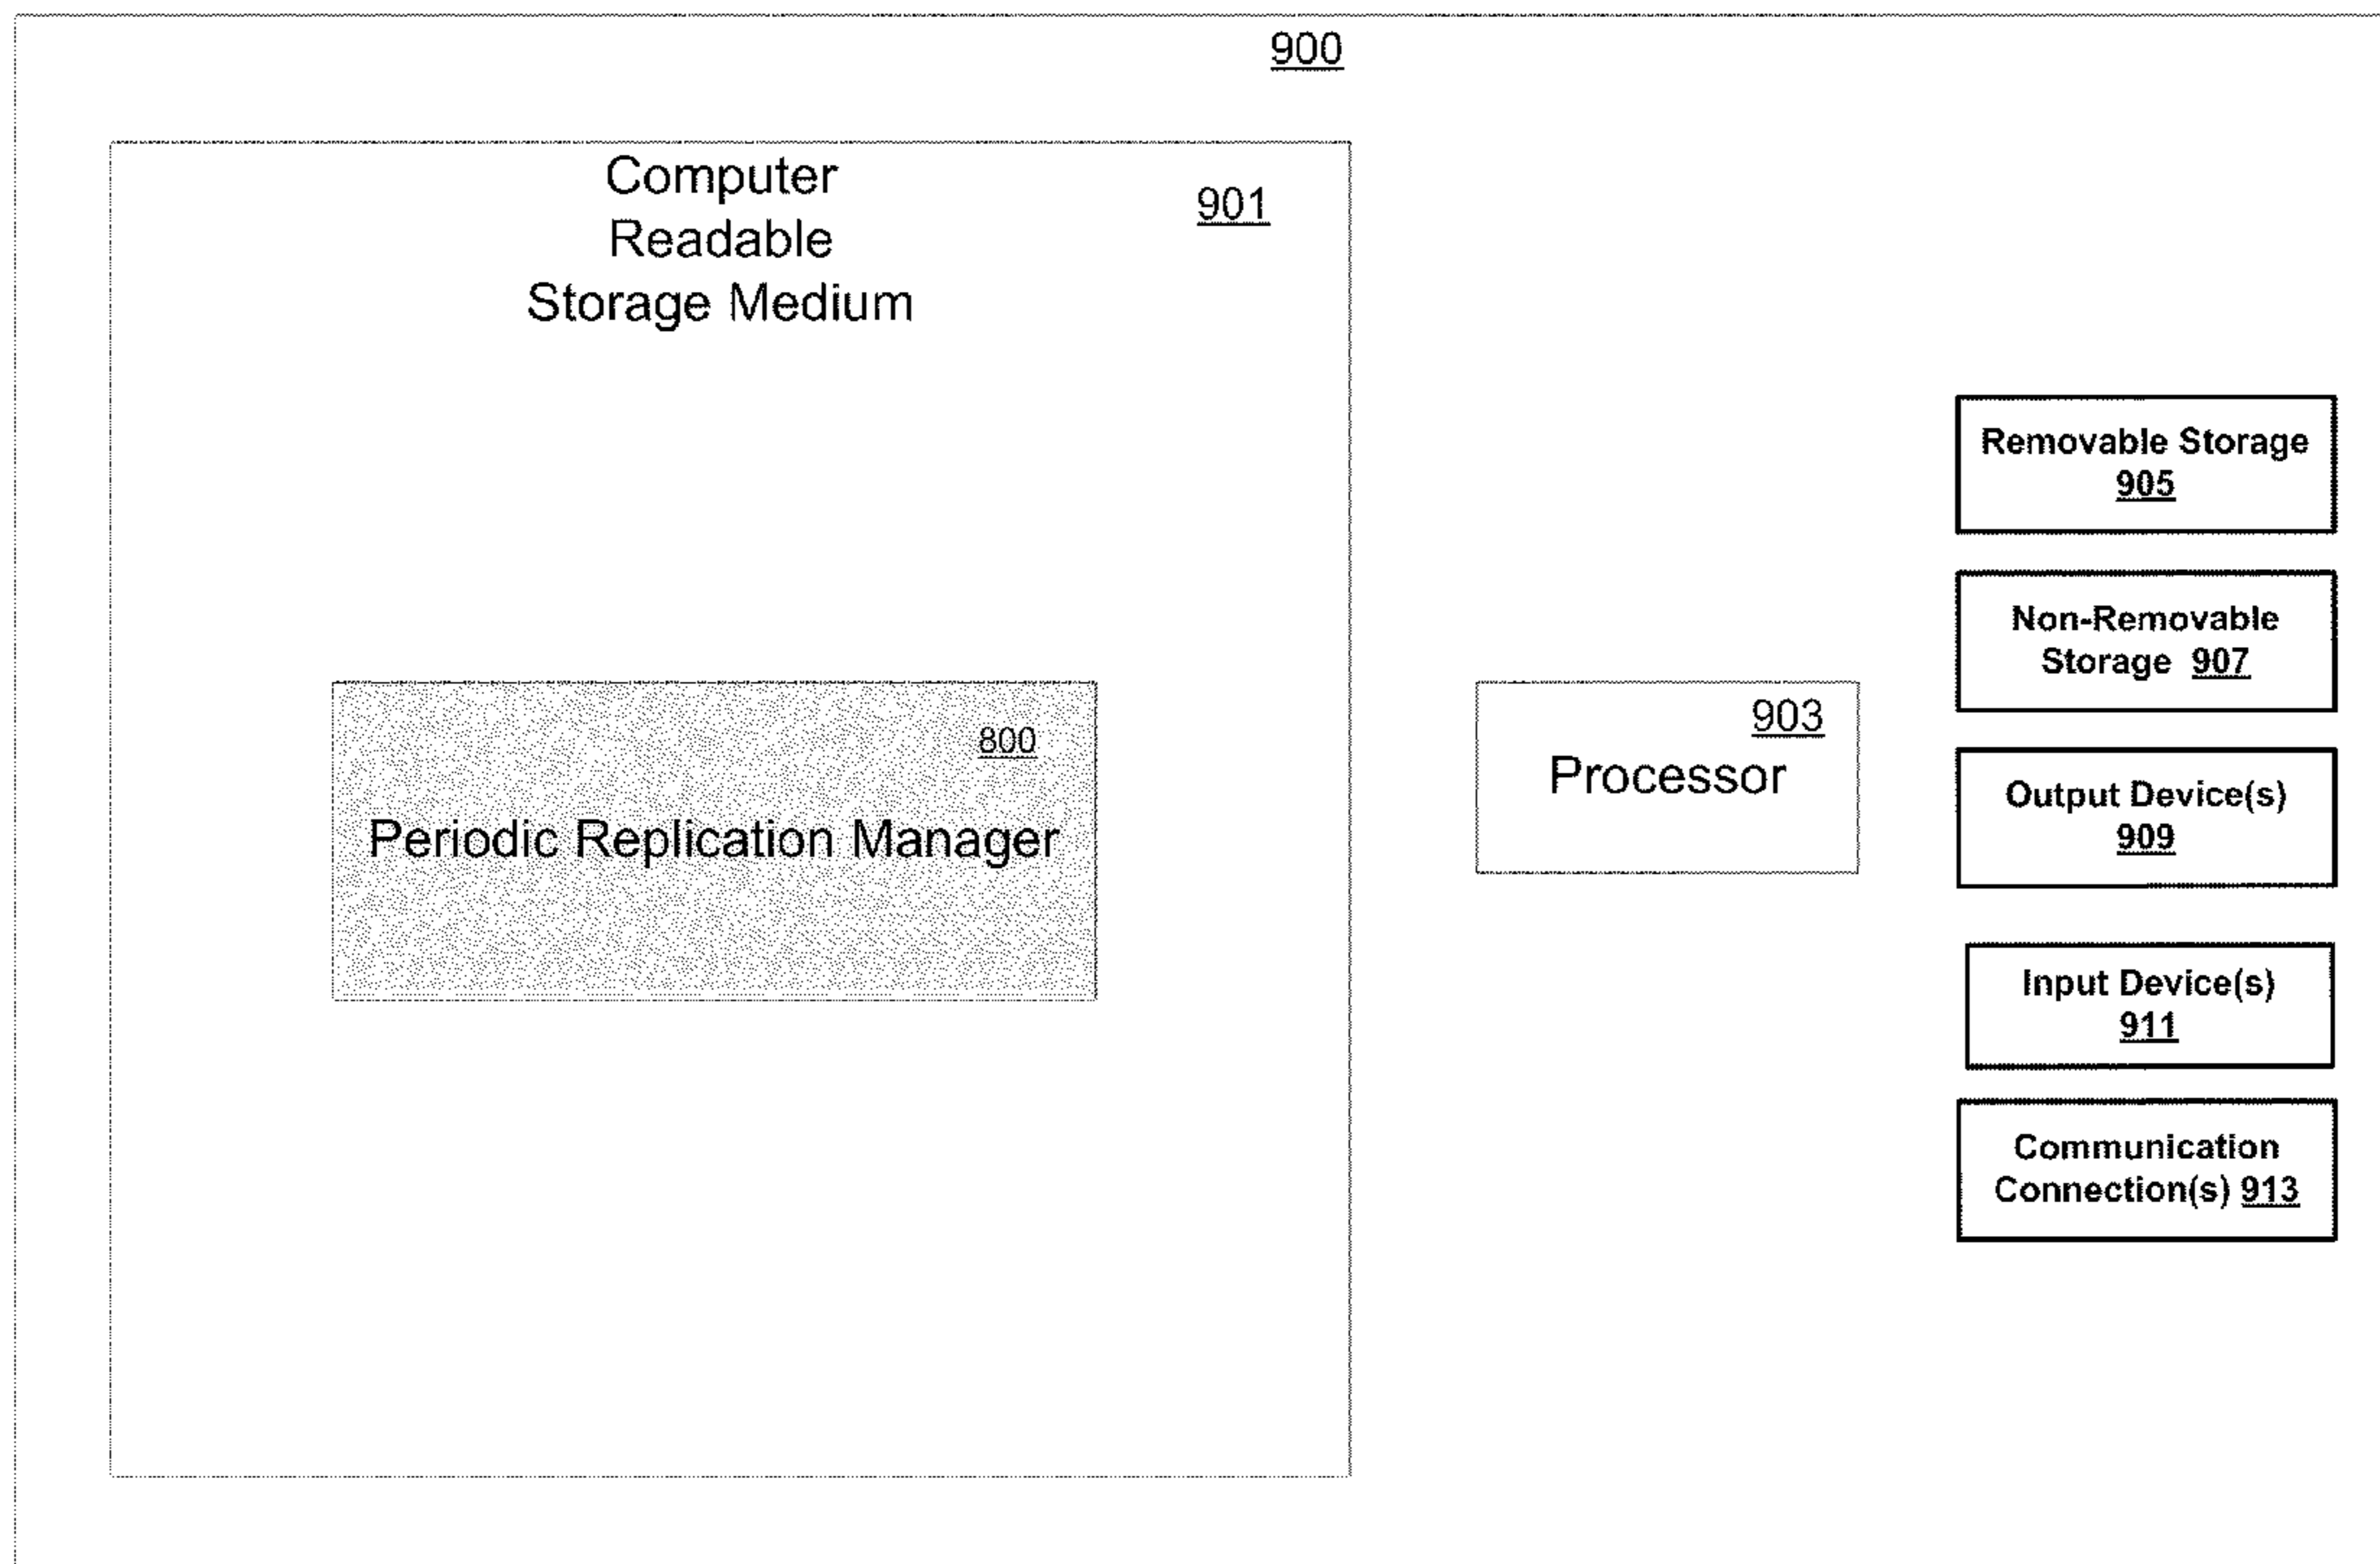 900
Computer
Readable
Storage Medium
901
800
Periodic Replication Manager
903
Processor
Removable Storage
905
Non-Removable
Storage 907
Output Device(s)
909
Input Device(s)
911
Communication
Connection(s) 913